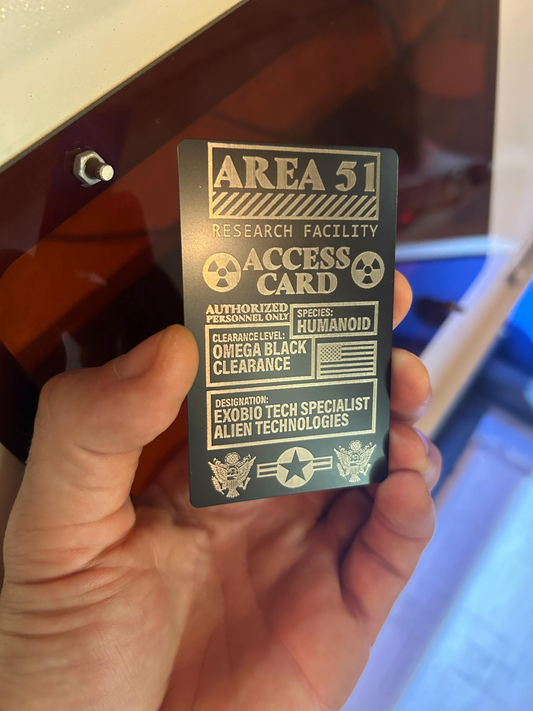 AREA 51
RESEARCH FACILITY
ACCESS
CARD
AUTHORIZED
PERSONNEL ONLY
SPECIES:
HUMANOID
CLEARANCE LEVEL:
OMEGA BLACK
CLEARANCE
DESIGNATION:
EXOBIO TECH SPECIALIST
ALIEN TECHNOLOGIES